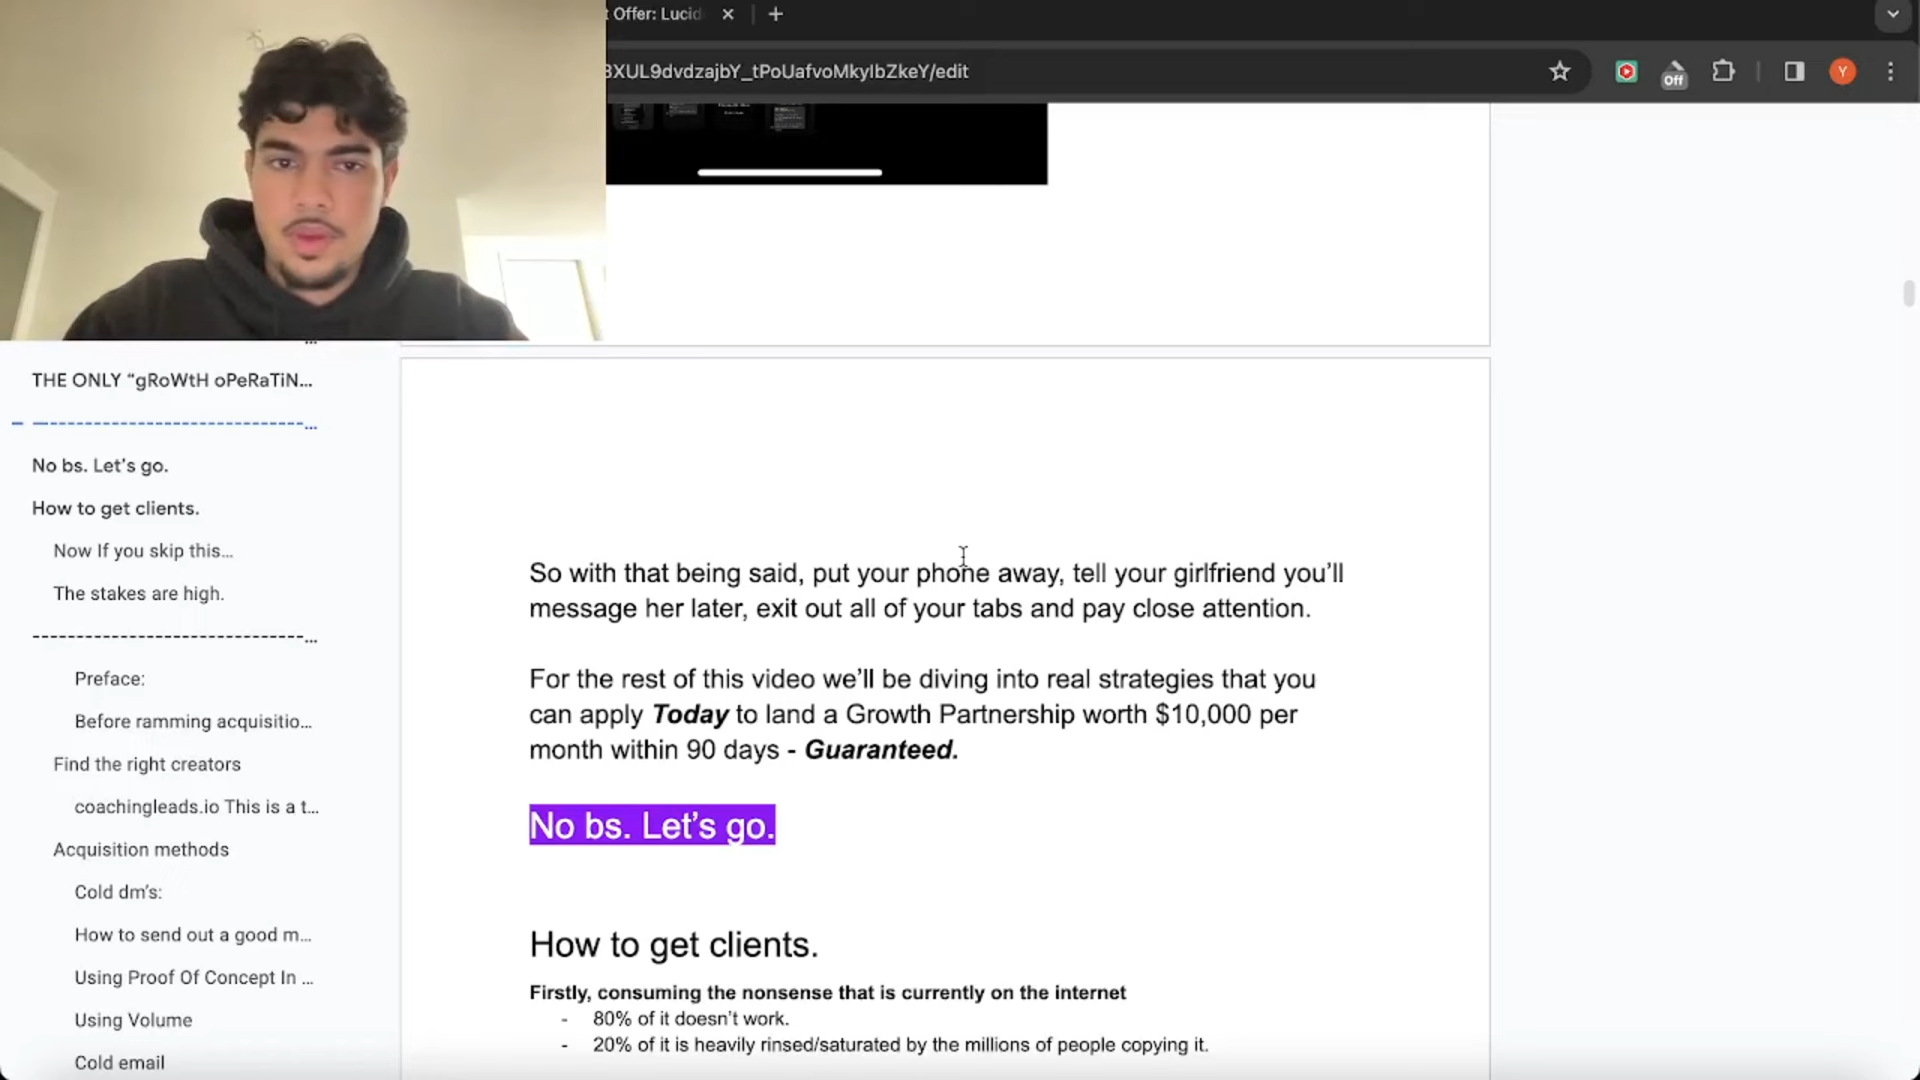 t Offer: Lucid
3XUL9dvdzajbY_tPoUafvoMkyIbZkeY/edit
Off
Y
...
THE ONLY “gRoWtH oPeRaTiN...
—-----------------------------...
No bs. Let’s go.
How to get clients.
Now If you skip this...
The stakes are high.
------------------------------...
Preface:
Before ramming acquisitio...
Find the right creators
coachingleads.io This is a t...
Acquisition methods
Cold dm’s:
How to send out a good m...
Using Proof Of Concept In ...
Using Volume
Cold email
So with that being said, put your phone away, tell your girlfriend you’ll
message her later, exit out all of your tabs and pay close attention.
For the rest of this video we’ll be diving into real strategies that you
can apply Today to land a Growth Partnership worth $10,000 per
month within 90 days - Guaranteed.
No bs. Let’s go.
How to get clients.
Firstly, consuming the nonsense that is currently on the internet
- 80% of it doesn’t work.
- 20% of it is heavily rinsed/saturated by the millions of people copying it.